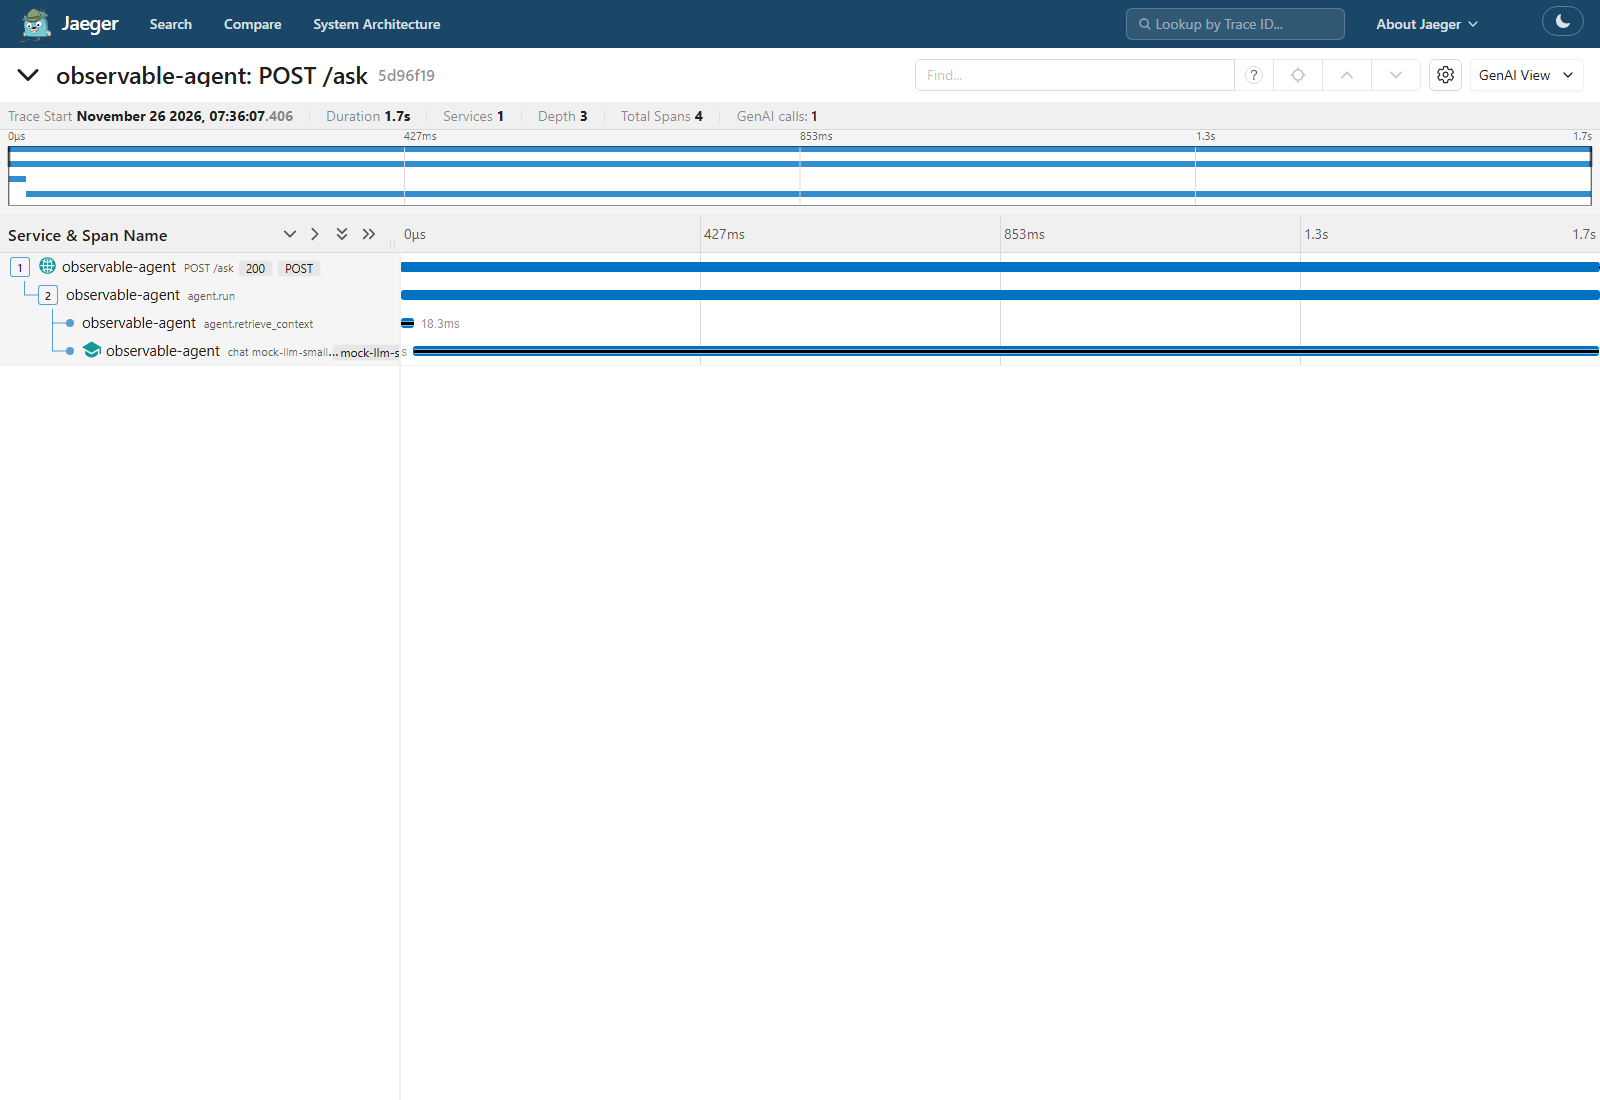 Jaeger Search Compare System Architecture Lookup by Trace ID... About Jaeger
observable-agent: POST /ask 5d96f19 Find... ? GenAI View
Trace Start November 26 2026, 07:36:07.406 Duration 1.7s Services 1 Depth 3 Total Spans 4 GenAI calls: 1
0μs 427ms 853ms 1.3s 1.7s
Service & Span Name 0μs 427ms 853ms 1.3s 1.7s
1 observable-agent POST /ask 200 POST
2 observable-agent agent.run
observable-agent agent.retrieve_context 18.3ms
observable-agent chat mock-llm-small... mock-llm-s s